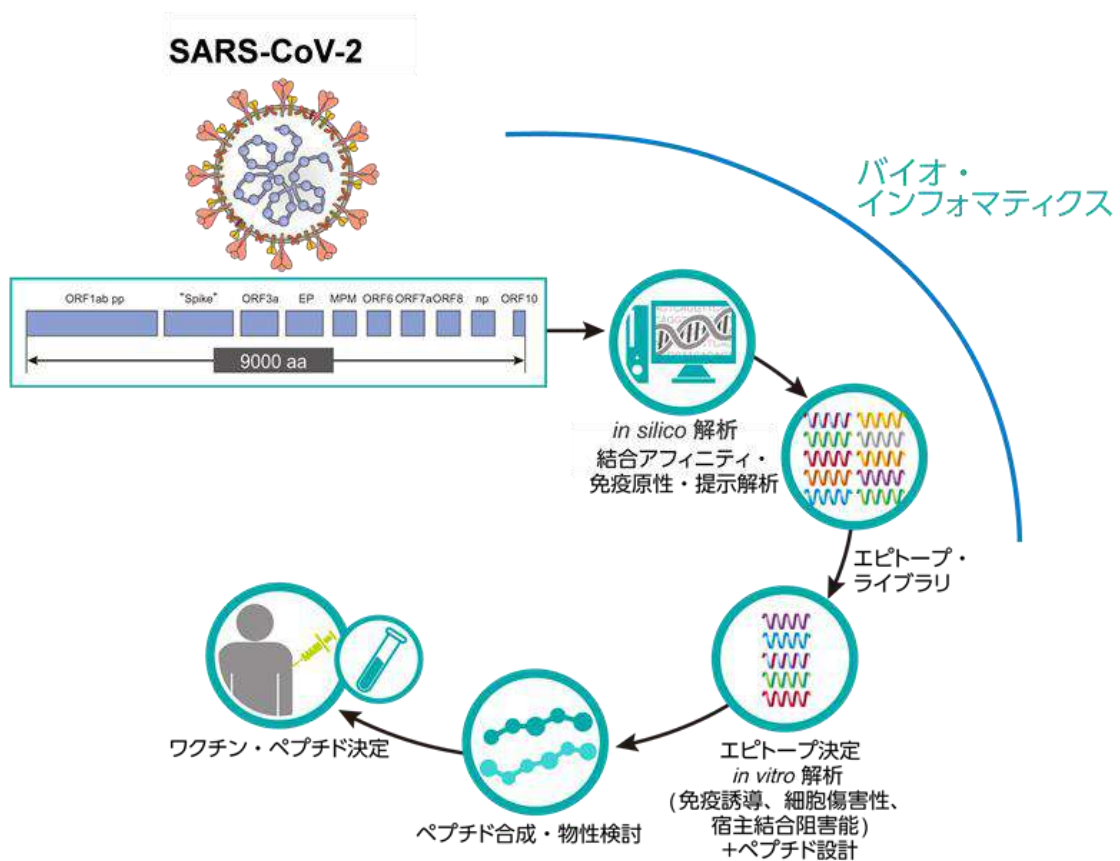 SARS-CoV-2
バイオ・
インフォマティクス
ORF1ab pp "Spike" ORF3a EP MPM ORF6 ORF7a ORF8 np ORF10
9000 aa
in silico 解析
結合アフィニティ・
免疫原性・提示解析
エピトープ・
ライブラリ
ワクチン・ペプチド決定
ペプチド合成・物性検討
エピトープ決定
in vitro 解析
(免疫誘導、細胞傷害性、
宿主結合阻害能)
+ペプチド設計